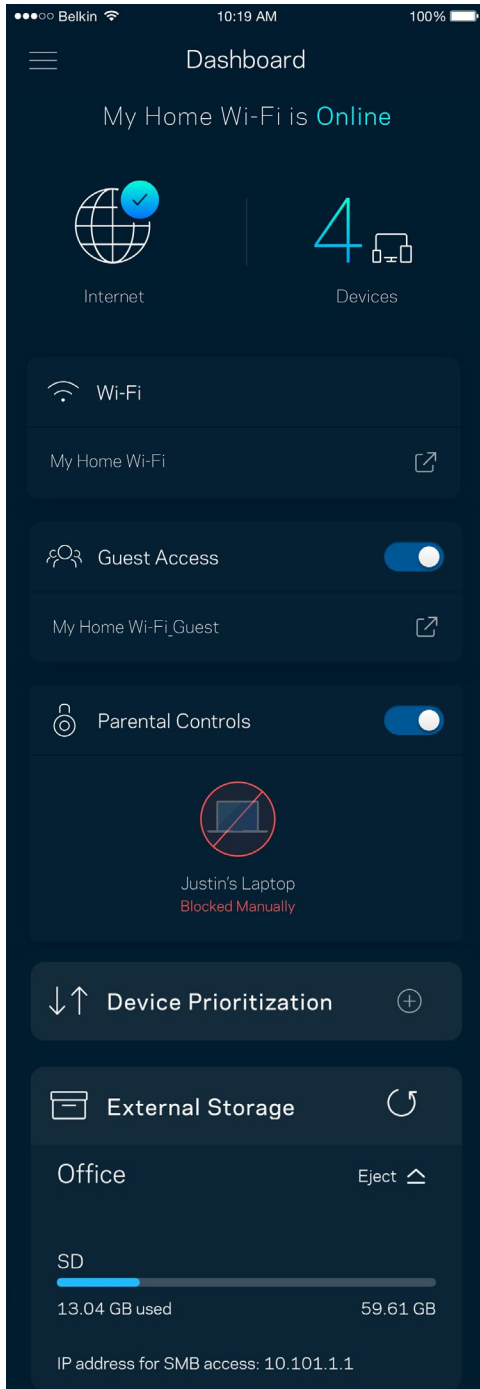 Belkin 10:19 AM 100%
Dashboard
My Home Wi-Fi is Online
4
Internet Devices
Wi-Fi
My Home Wi-Fi
Guest Access
My Home Wi-Fi_Guest
Parental Controls
Justin's Laptop
Blocked Manually
Device Prioritization
External Storage
Office Eject
SD
13.04 GB used 59.61 GB
IP address for SMB access: 10.101.1.1